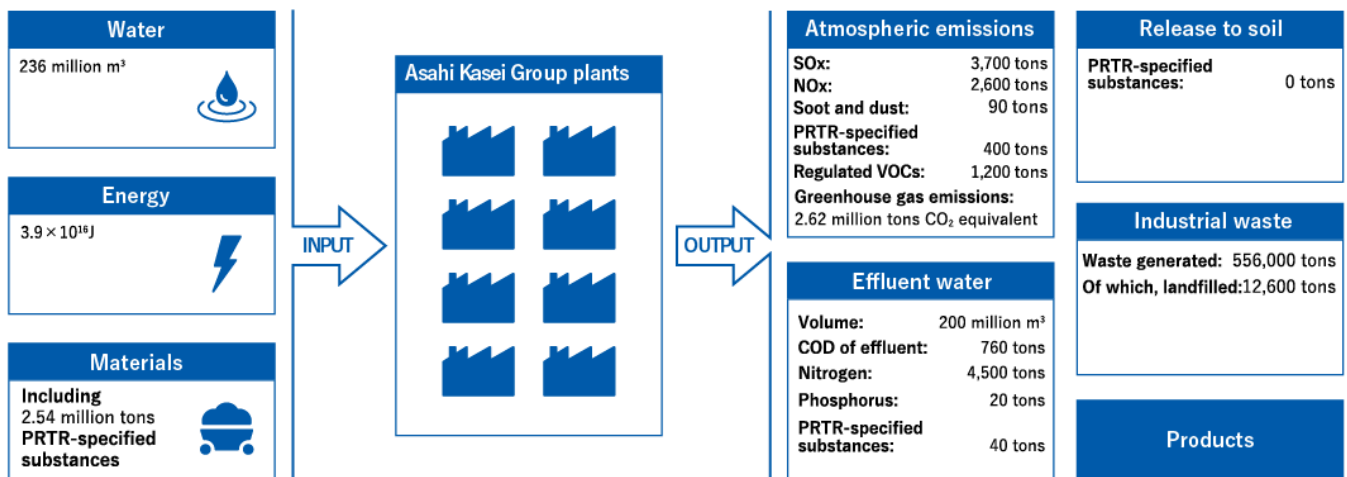 Water
236 million m³
Energy
3.9 × 10¹⁶J
Materials
Including
2.54 million tons
PRTR-specified
substances
INPUT
Asahi Kasei Group plants
OUTPUT
Atmospheric emissions
SOx: 3,700 tons
NOx: 2,600 tons
Soot and dust: 90 tons
PRTR-specified
substances: 400 tons
Regulated VOCs: 1,200 tons
Greenhouse gas emissions:
2.62 million tons CO₂ equivalent
Effluent water
Volume: 200 million m³
COD of effluent: 760 tons
Nitrogen: 4,500 tons
Phosphorus: 20 tons
PRTR-specified
substances: 40 tons
Release to soil
PRTR-specified
substances: 0 tons
Industrial waste
Waste generated: 556,000 tons
Of which, landfilled:12,600 tons
Products